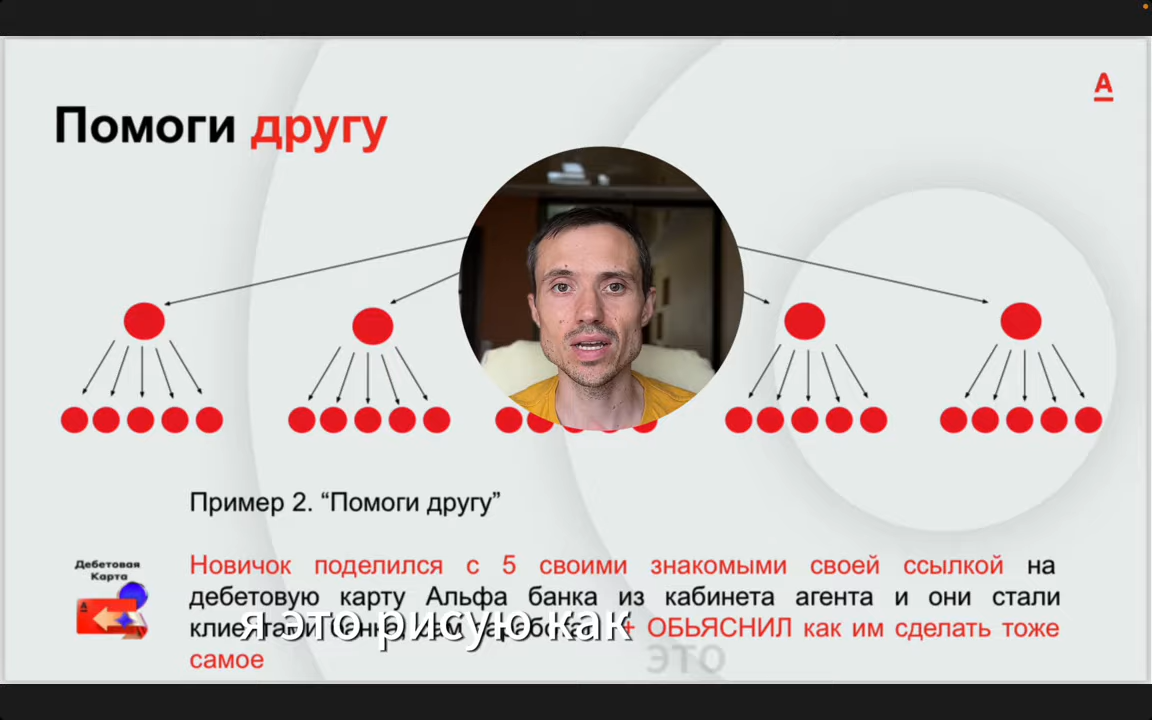 А
Помоги другу
Пример 2. “Помоги другу”
Дебетовая
Карта
Новичок поделился с 5 своими знакомыми своей ссылкой на
дебетовую карту Альфа банка из кабинета агента и они стали
+ ОБЬЯСНИЛ как им сделать тоже
самое
я это рисую как
это